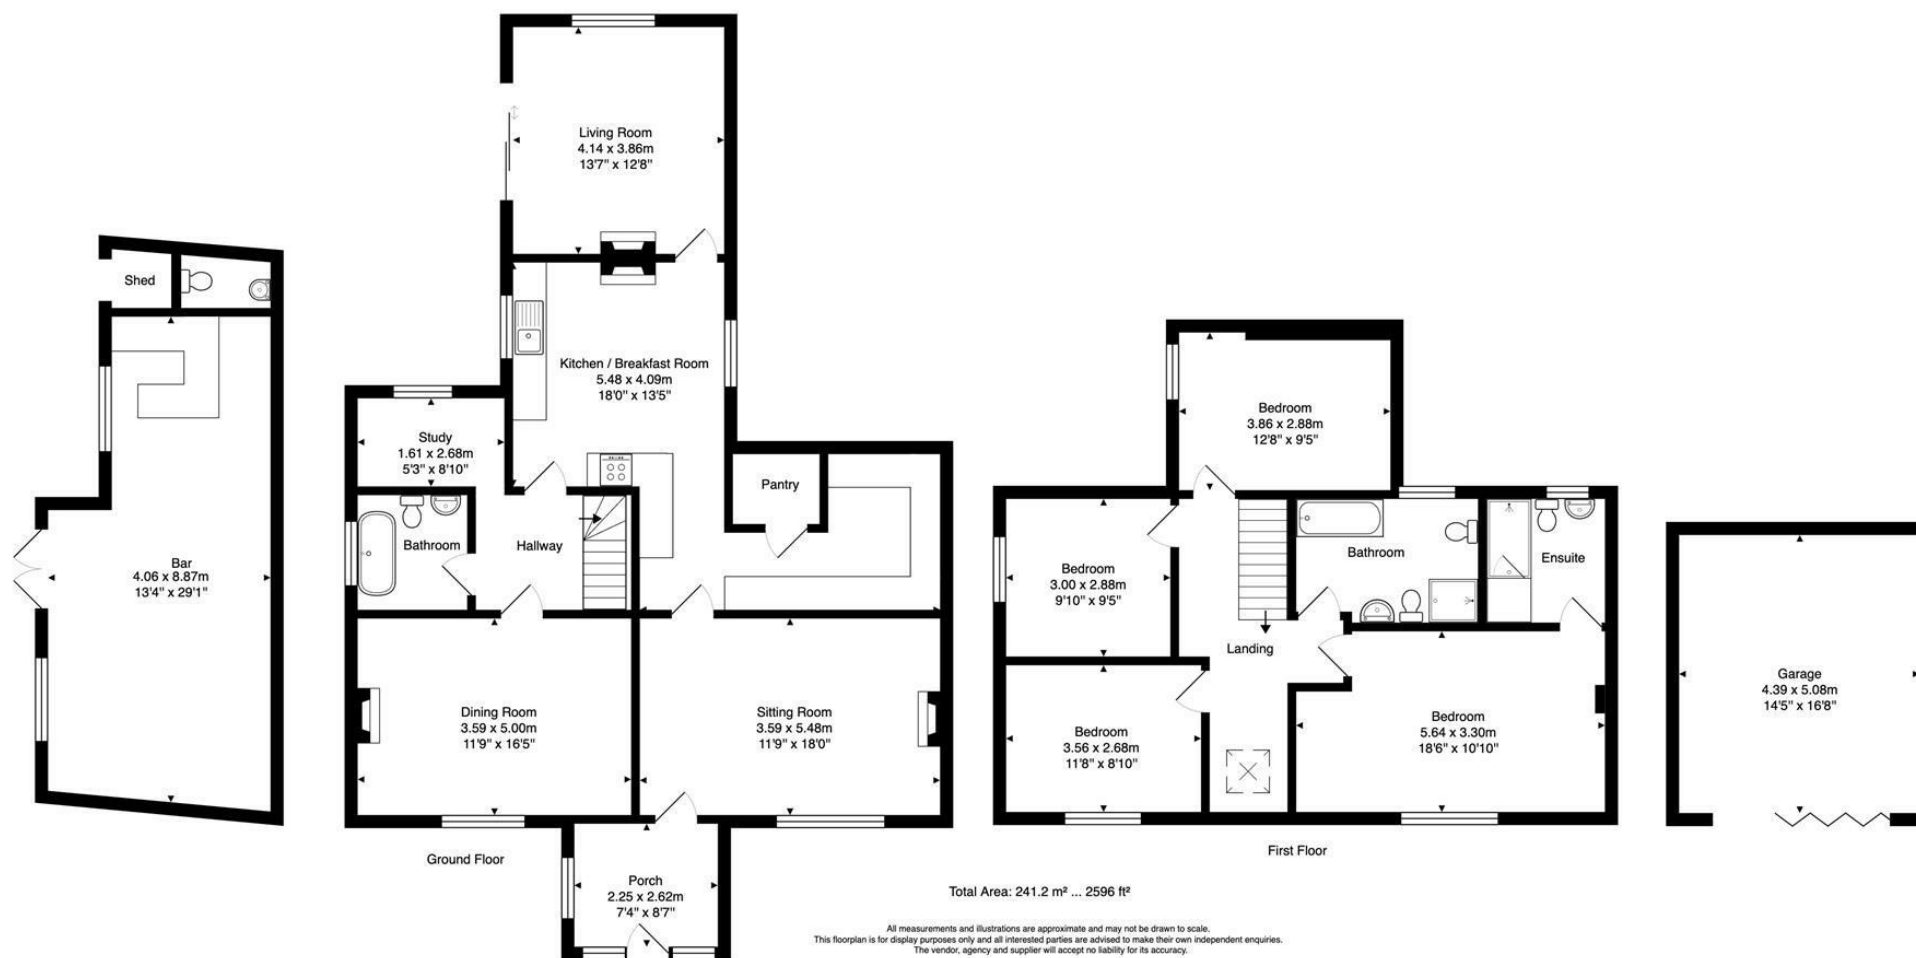 Living Room
4.14 x 3.86m
13'7" x 12'8"
Shed
Kitchen / Breakfast Room
5.48 x 4.09m
18'0" x 13'5"
Study
1.61 x 2.68m
5'3" x 8'10"
Pantry
Bathroom
Hallway
Bar
4.06 x 8.87m
13'4" x 29'1"
Dining Room
3.59 x 5.00m
11'9" x 16'5"
Sitting Room
3.59 x 5.48m
11'9" x 18'0"
Ground Floor
Porch
2.25 x 2.62m
7'4" x 8'7"
Bedroom
3.86 x 2.88m
12'8" x 9'5"
Bedroom
3.00 x 2.88m
9'10" x 9'5"
Bathroom
Ensuite
Landing
Bedroom
3.56 x 2.68m
11'8" x 8'10"
Bedroom
5.64 x 3.30m
18'6" x 10'10"
First Floor
Garage
4.39 x 5.08m
14'5" x 16'8"
Total Area: 241.2 m² ... 2596 ft²
All measurements and illustrations are approximate and may not be drawn to scale.
This floorplan is for display purposes only and all interested parties are advised to make their own independent enquiries.
The vendor, agency and supplier will accept no liability for its accuracy.